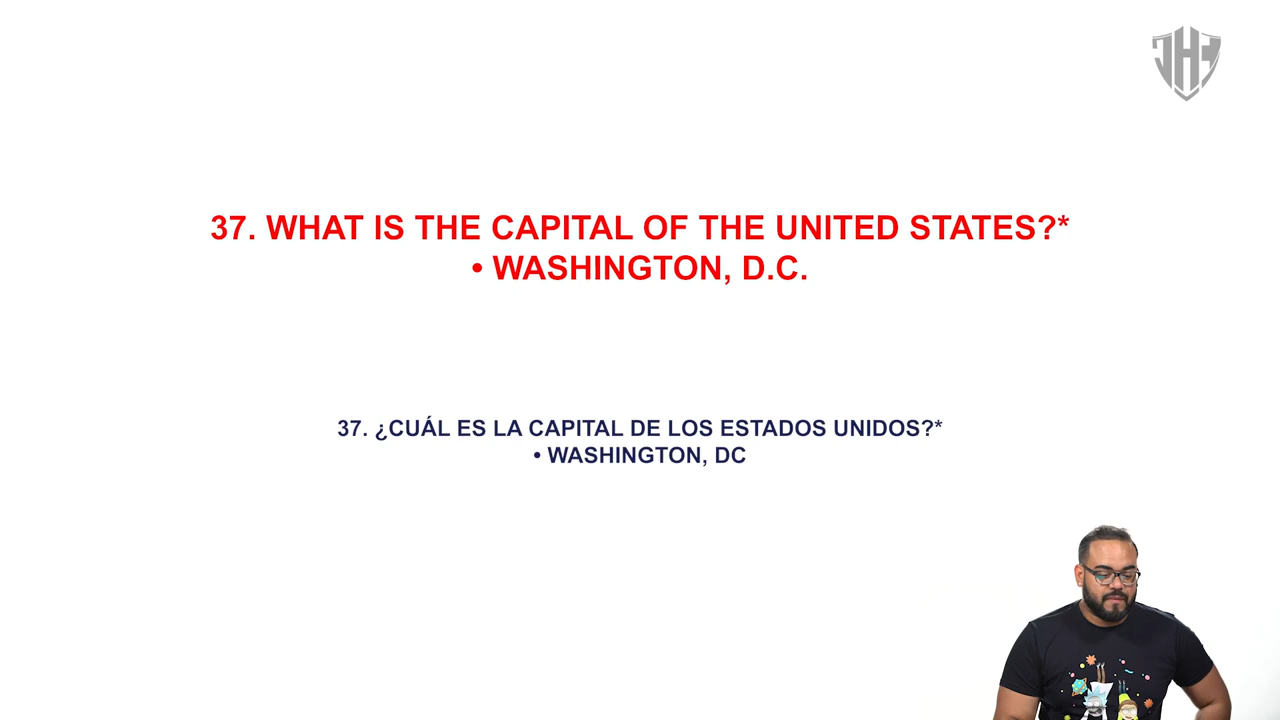 JHF
37. WHAT IS THE CAPITAL OF THE UNITED STATES?*
• WASHINGTON, D.C.
37. ¿CUÁL ES LA CAPITAL DE LOS ESTADOS UNIDOS?*
• WASHINGTON, DC